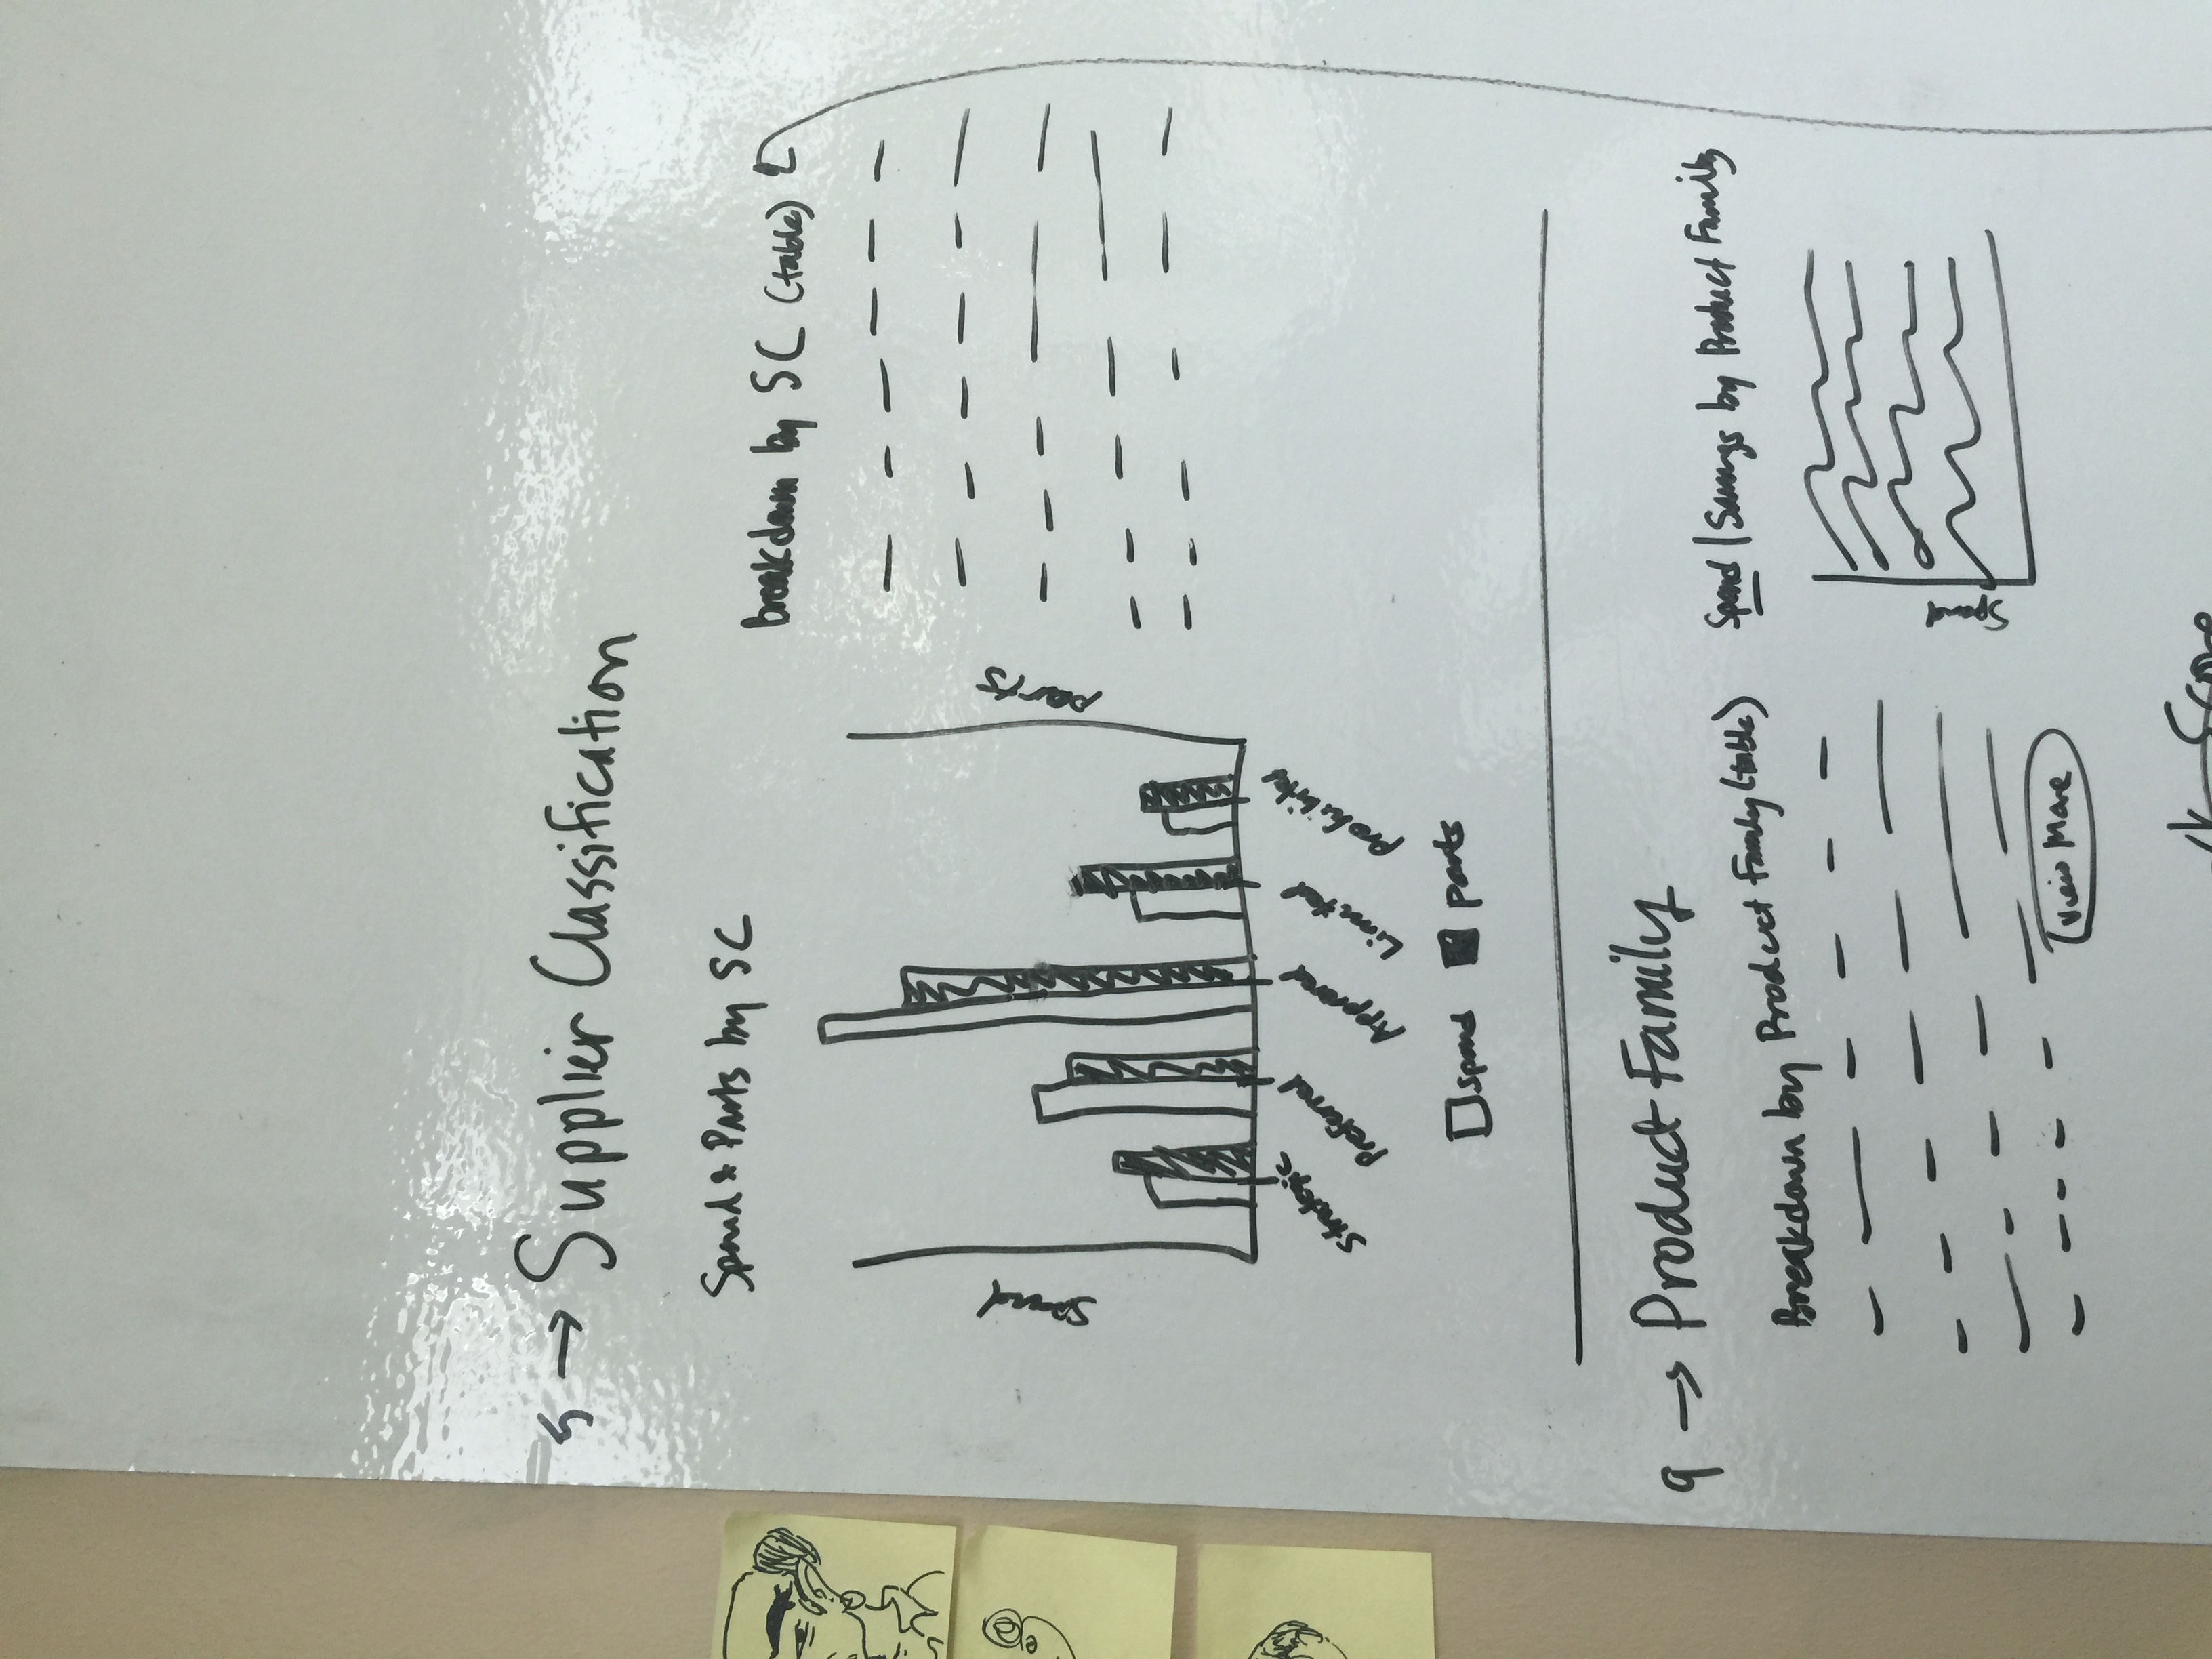 5 → Supplier Classification
Spend & Parts by SC
Breakdown by SC (table)
Spend
parts
Strategic
Preferred
Approved
Limited
Prohibited
spend
parts
9 → Product Family
Breakdown by Product Family (table)
Spend | Savings by Product Family
Spend
View More
Score